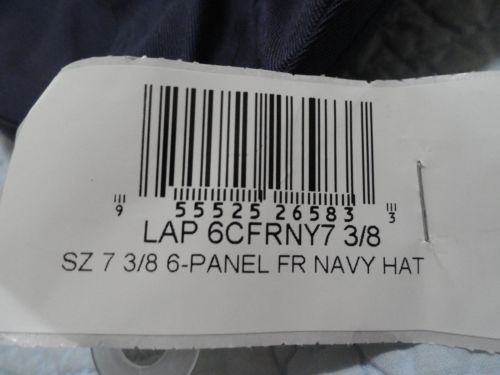 9 55525 26583 3
LAP 6CFRNY7 3/8
SZ 7 3/8 6-PANEL FR NAVY HAT